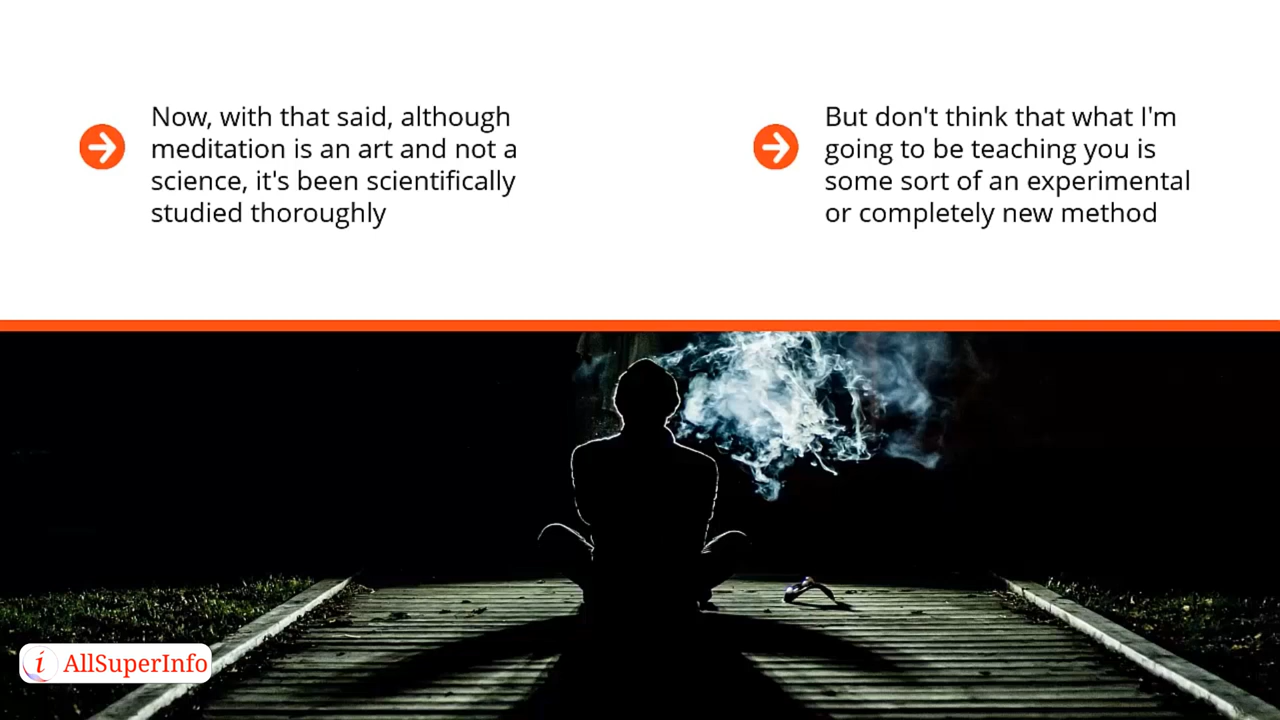 Now, with that said, although
meditation is an art and not a
science, it's been scientifically
studied thoroughly
But don't think that what I'm
going to be teaching you is
some sort of an experimental
or completely new method
i AllSuperInfo